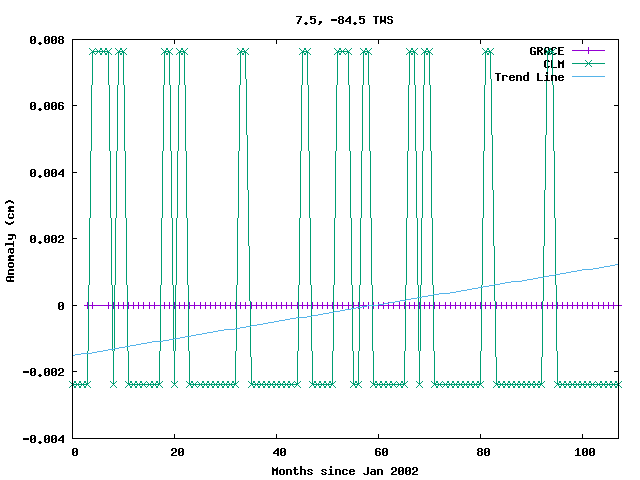 7.5, -84.5 TWS
0.008
0.006
0.004
0.002
0
-0.002
-0.004
Anomaly (cm)
GRACE
CLM
Trend Line
0 20 40 60 80 100
Months since Jan 2002